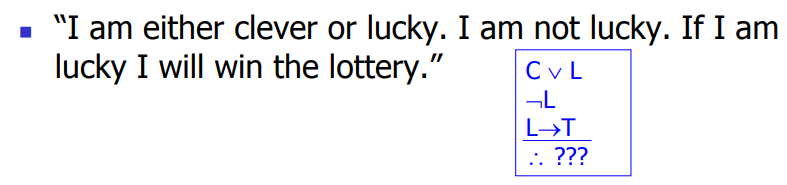 ▪ “I am either clever or lucky. I am not lucky. If I am
lucky I will win the lottery.”
C ∨ L
¬L
L→T
∴ ???